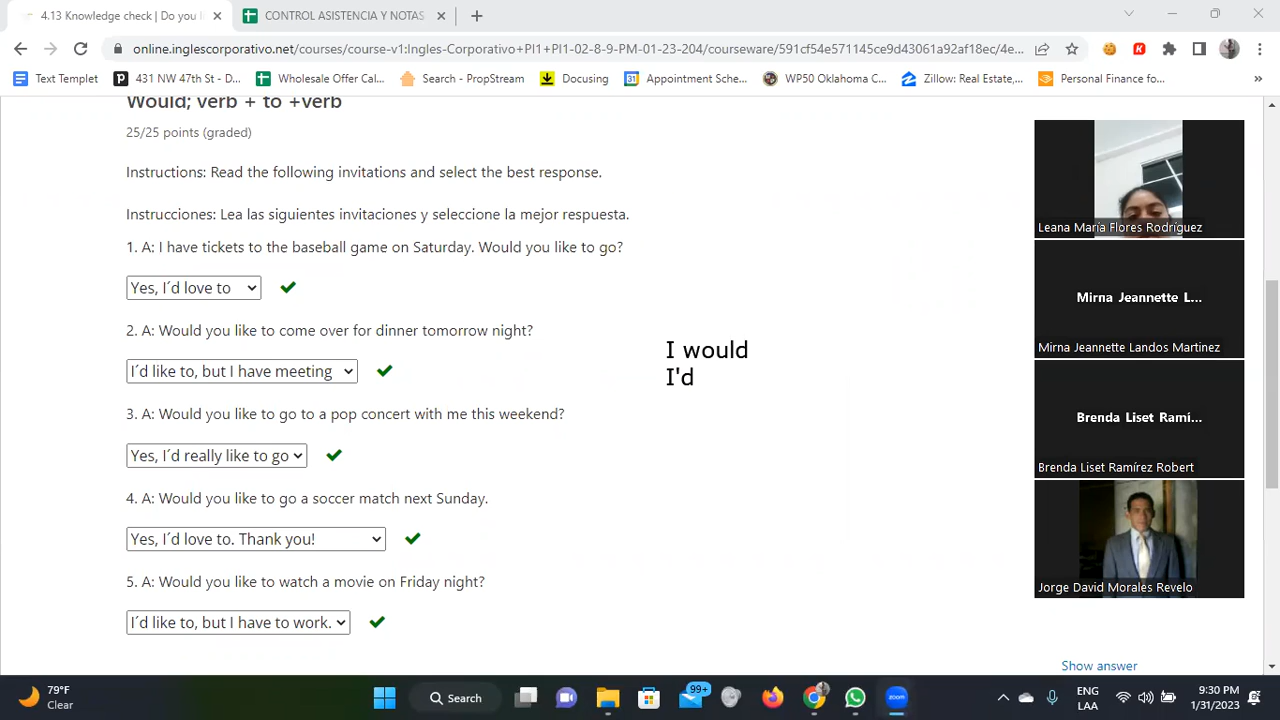 4.13 Knowledge check | Do you l
CONTROL ASISTENCIA Y NOTAS
online.inglescorporativo.net/courses/course-v1:Ingles-Corporativo+PI1+PI1-02-8-9-PM-01-23-204/courseware/591cf54e571145ce9d43061a92af18ec/4e...
Text Templet
431 NW 47th St - D...
Wholesale Offer Cal...
Search - PropStream
Docusing
Appointment Sche...
WP50 Oklahoma C...
Zillow: Real Estate,...
Personal Finance fo...
»
Would; verb + to +verb
25/25 points (graded)
Instructions: Read the following invitations and select the best response.
Instrucciones: Lea las siguientes invitaciones y seleccione la mejor respuesta.
1. A: I have tickets to the baseball game on Saturday. Would you like to go?
Yes, I´d love to
2. A: Would you like to come over for dinner tomorrow night?
I´d like to, but I have meeting
3. A: Would you like to go to a pop concert with me this weekend?
Yes, I´d really like to go
4. A: Would you like to go a soccer match next Sunday.
Yes, I´d love to. Thank you!
5. A: Would you like to watch a movie on Friday night?
I´d like to, but I have to work.
Show answer
I would
I'd
Leana María Flores Rodríguez
Mirna Jeannette L...
Mirna Jeannette Landos Martinez
Brenda Liset Ramí...
Brenda Liset Ramírez Robert
Jorge David Morales Revelo
79°F
Clear
Search
99+
zoom
ENG
LAA
9:30 PM
1/31/2023